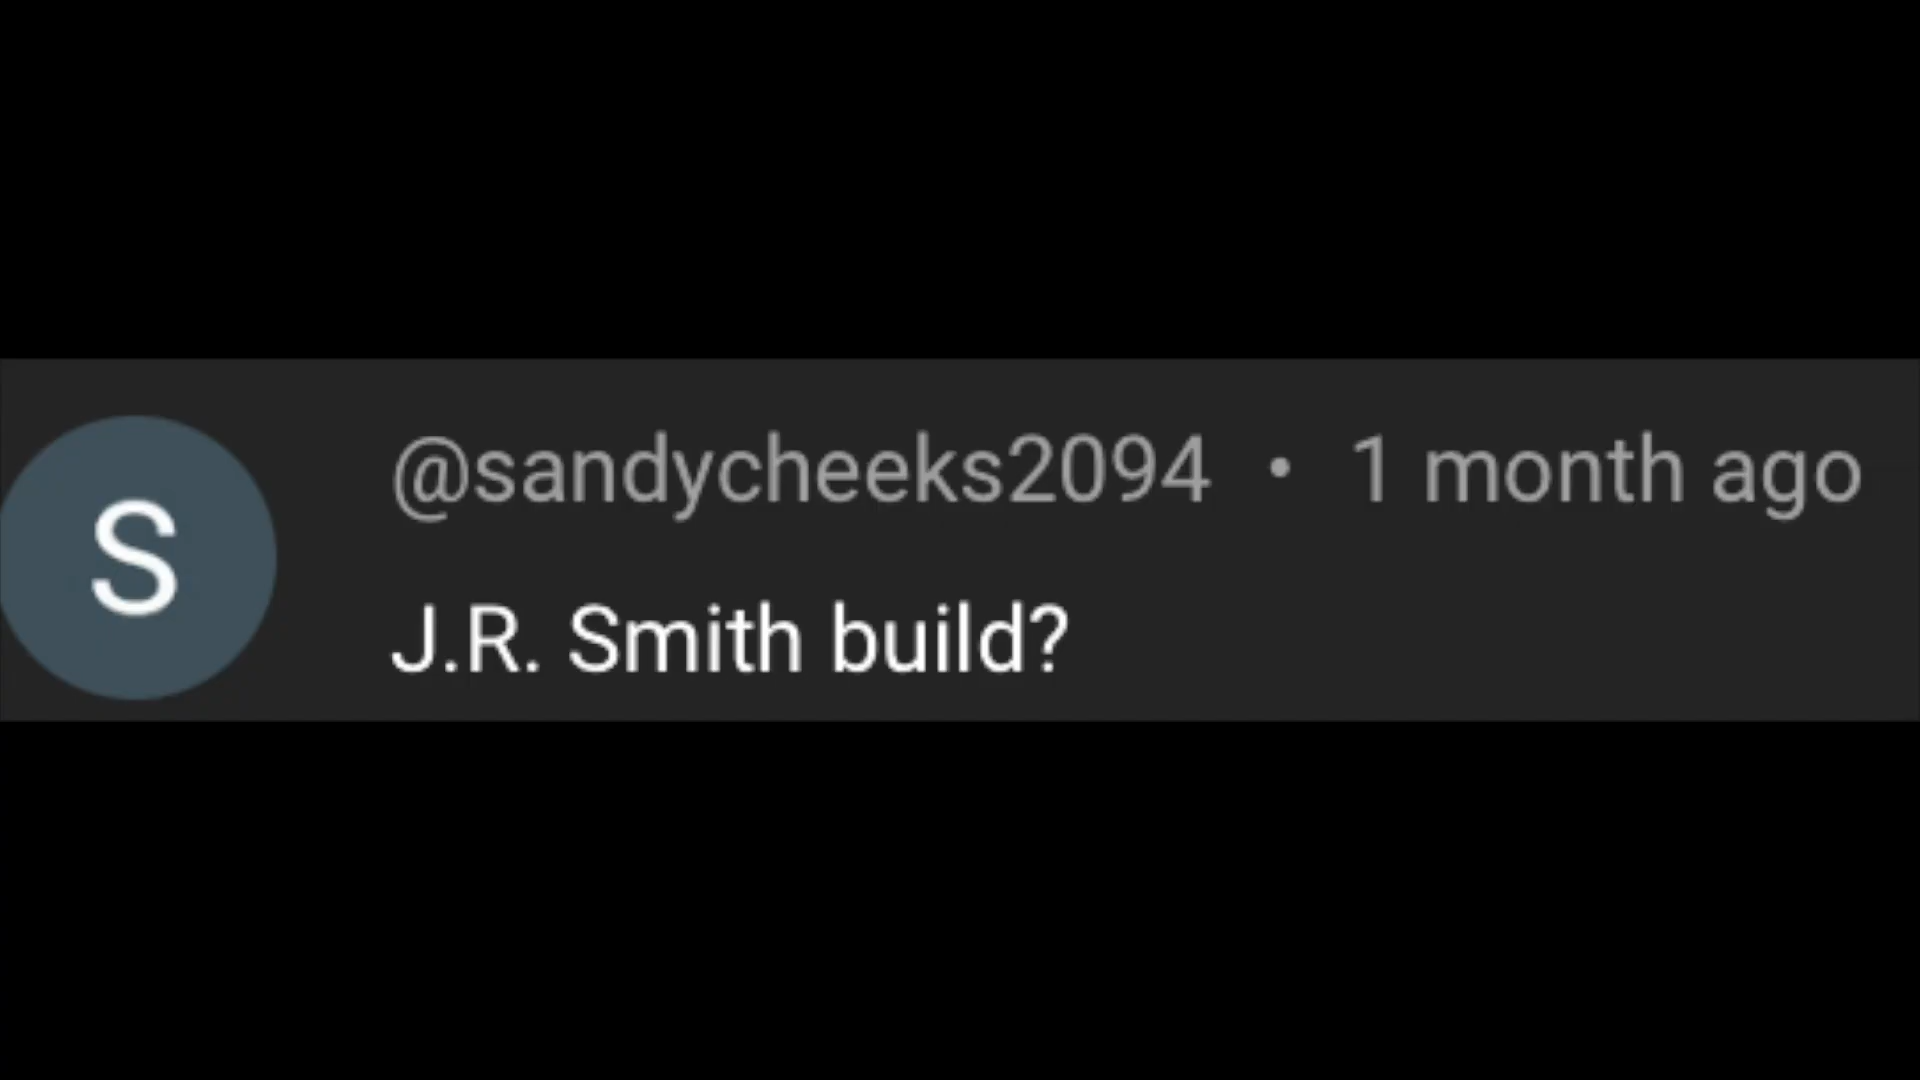 S
@sandycheeks2094 • 1 month ago
J.R. Smith build?